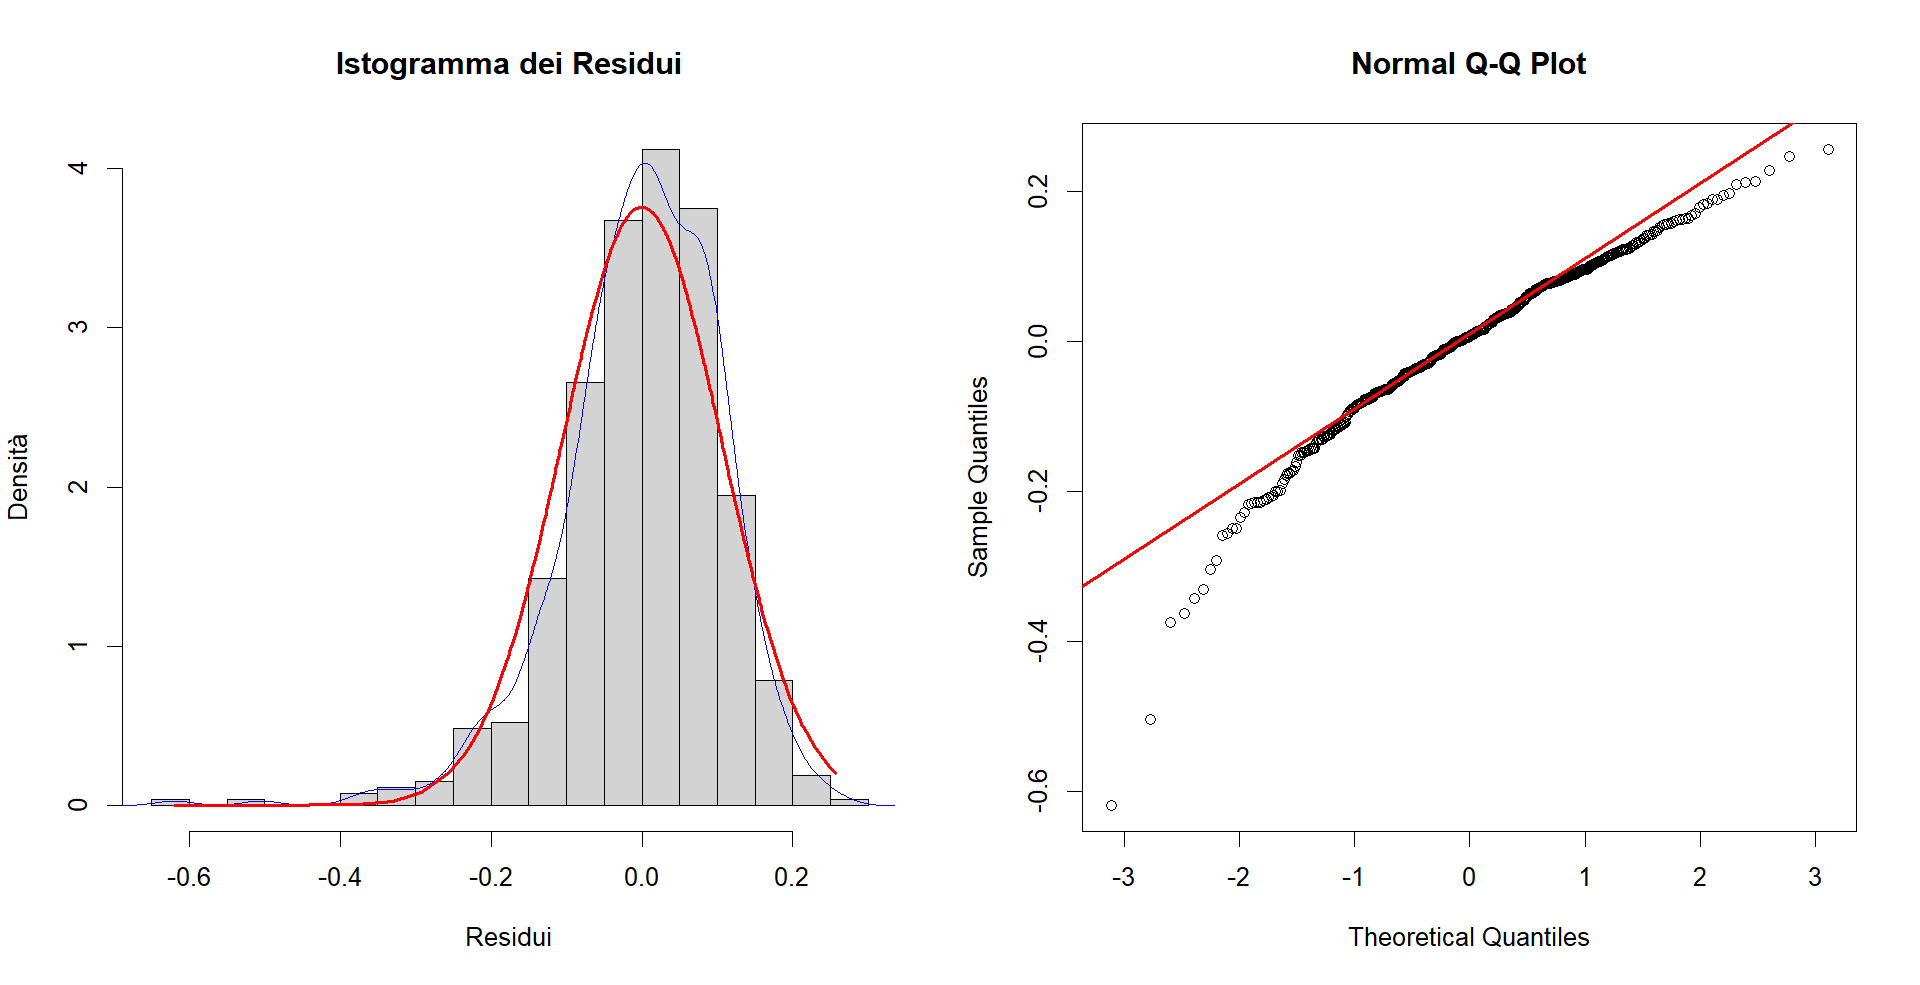 Istogramma dei Residui
Densità
4
3
2
1
0
-0.6 -0.4 -0.2 0.0 0.2
Residui
Normal Q-Q Plot
Sample Quantiles
0.2
0.0
-0.2
-0.4
-0.6
-3 -2 -1 0 1 2 3
Theoretical Quantiles